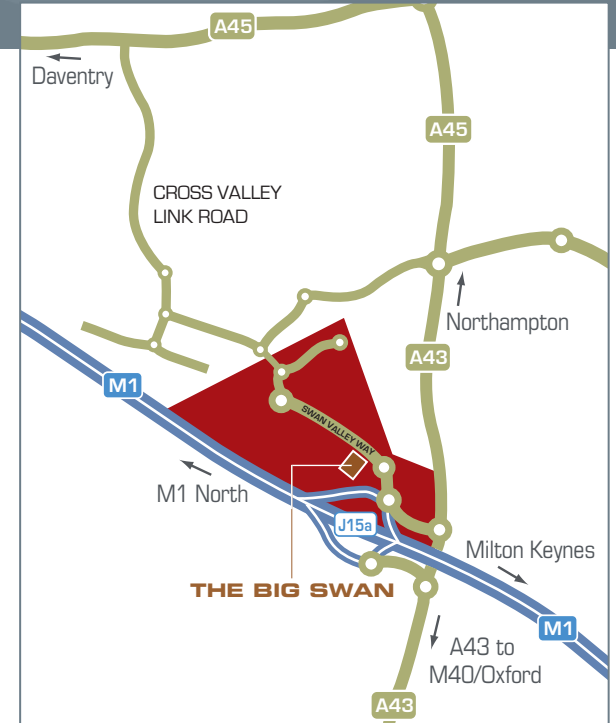 A45
Daventry
A45
CROSS VALLEY
LINK ROAD
Northampton
A43
M1
SWAN VALLEY WAY
M1 North
J15a
Milton Keynes
THE BIG SWAN
M1
A43 to
M40/Oxford
A43